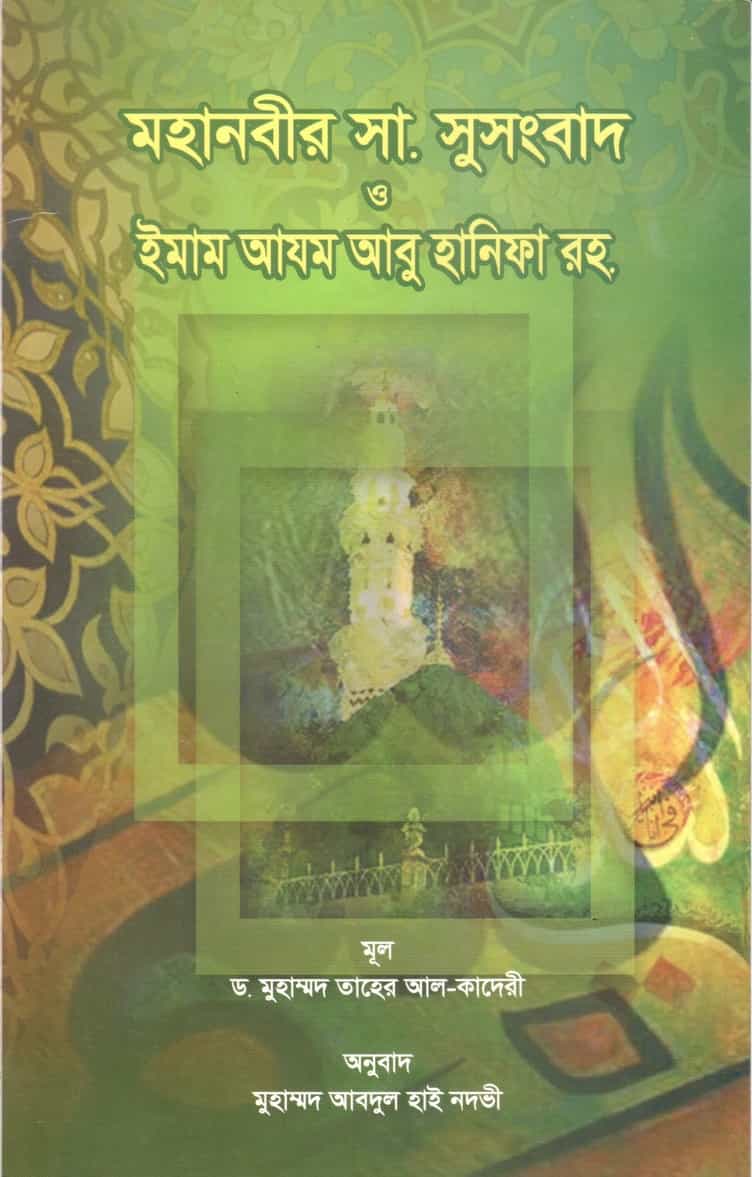 মহানবীর সা. সুসংবাদ
ও
ইমাম আযম আবু হানিফা রহ.
মূল
ড. মুহাম্মদ তাহের আল-কাদেরী
অনুবাদ
মুহাম্মদ আবদুল হাই নদভী